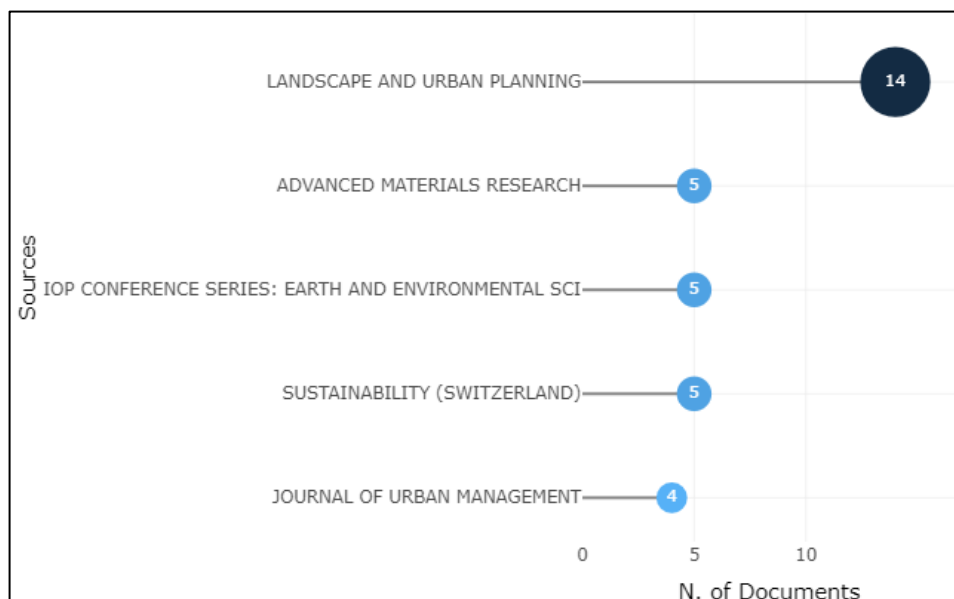 LANDSCAPE AND URBAN PLANNING
14
ADVANCED MATERIALS RESEARCH
5
IOP CONFERENCE SERIES: EARTH AND ENVIRONMENTAL SCI
5
SUSTAINABILITY (SWITZERLAND)
5
JOURNAL OF URBAN MANAGEMENT
4
Sources
0 5 10
N. of Documents